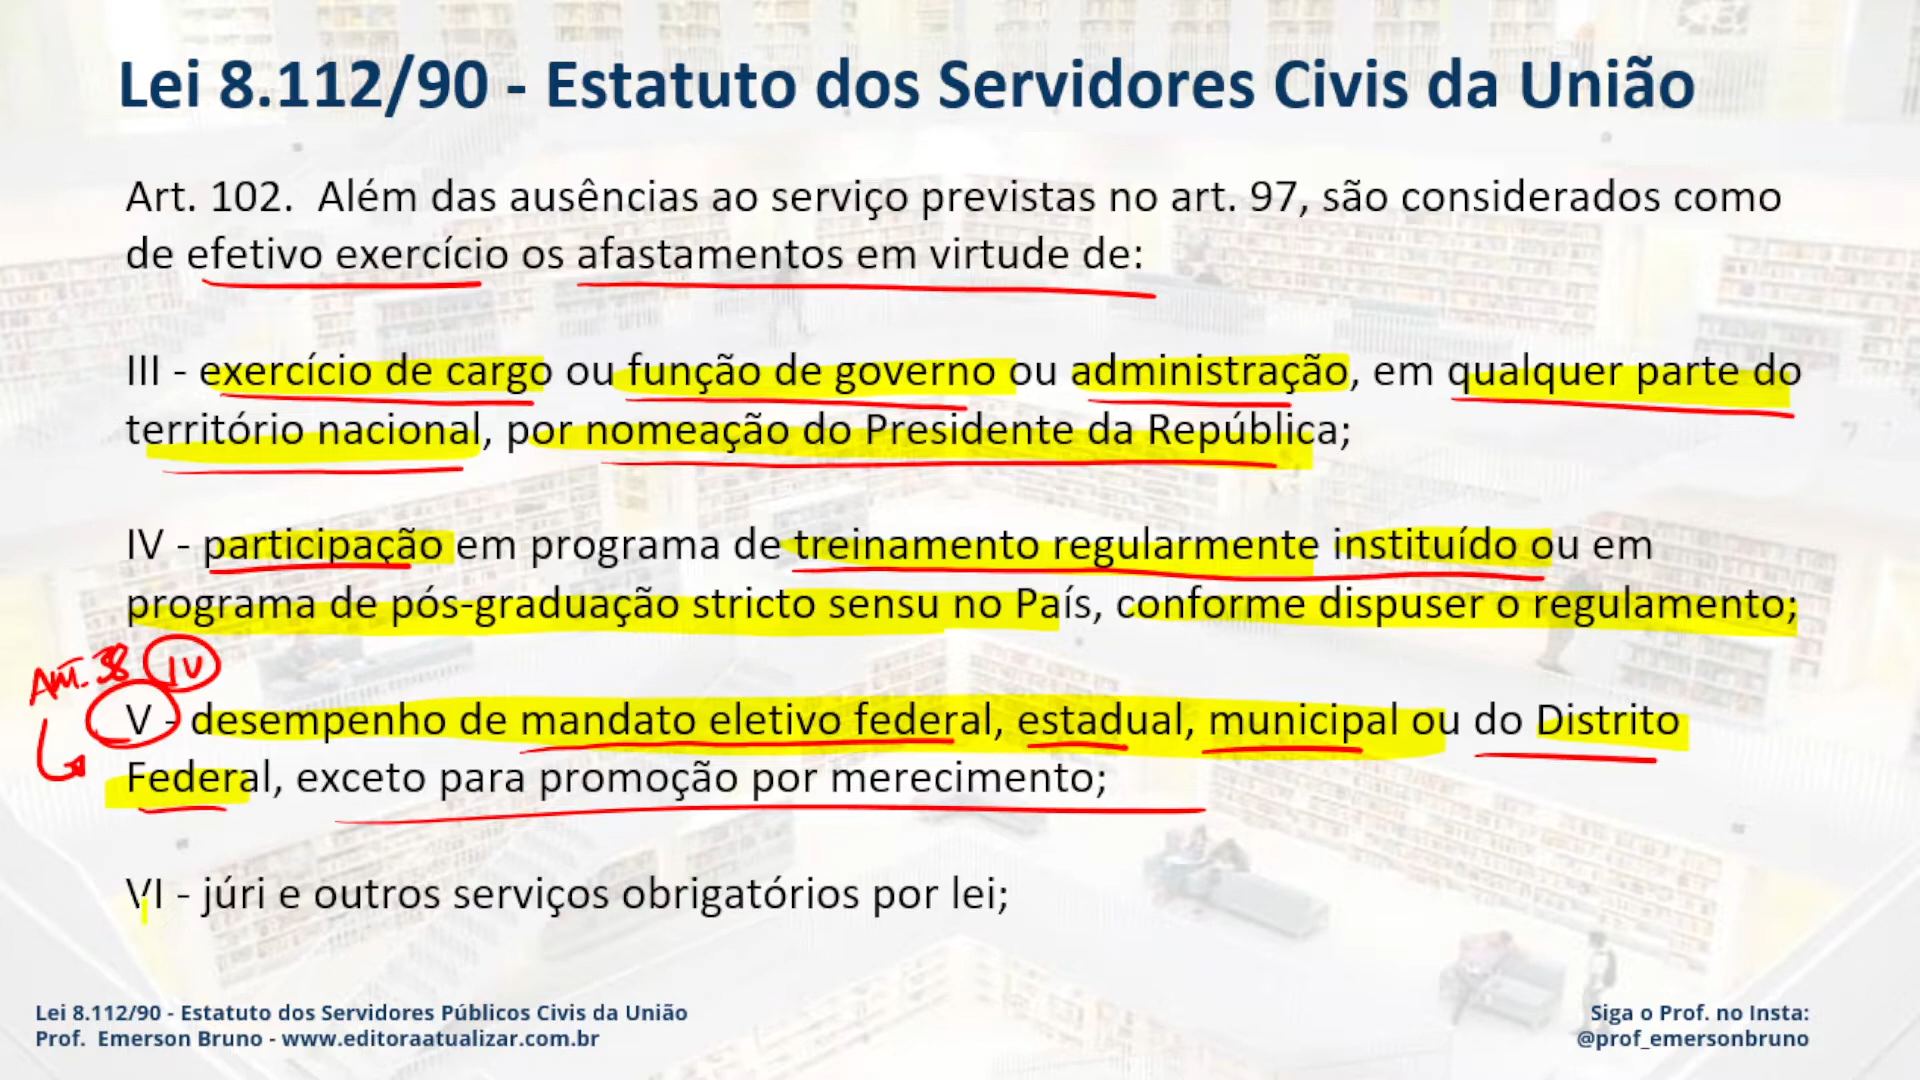 Lei 8.112/90 - Estatuto dos Servidores Civis da União
Art. 102.  Além das ausências ao serviço previstas no art. 97, são considerados como
de efetivo exercício os afastamentos em virtude de:
III - exercício de cargo ou função de governo ou administração, em qualquer parte do
território nacional, por nomeação do Presidente da República;
IV - participação em programa de treinamento regularmente instituído ou em
programa de pós-graduação stricto sensu no País, conforme dispuser o regulamento;
Art. 38 IV
V - desempenho de mandato eletivo federal, estadual, municipal ou do Distrito
Federal, exceto para promoção por merecimento;
VI - júri e outros serviços obrigatórios por lei;
Lei 8.112/90 - Estatuto dos Servidores Públicos Civis da União
Prof.  Emerson Bruno - www.editoraatualizar.com.br
Siga o Prof. no Insta:
@prof_emersonbruno